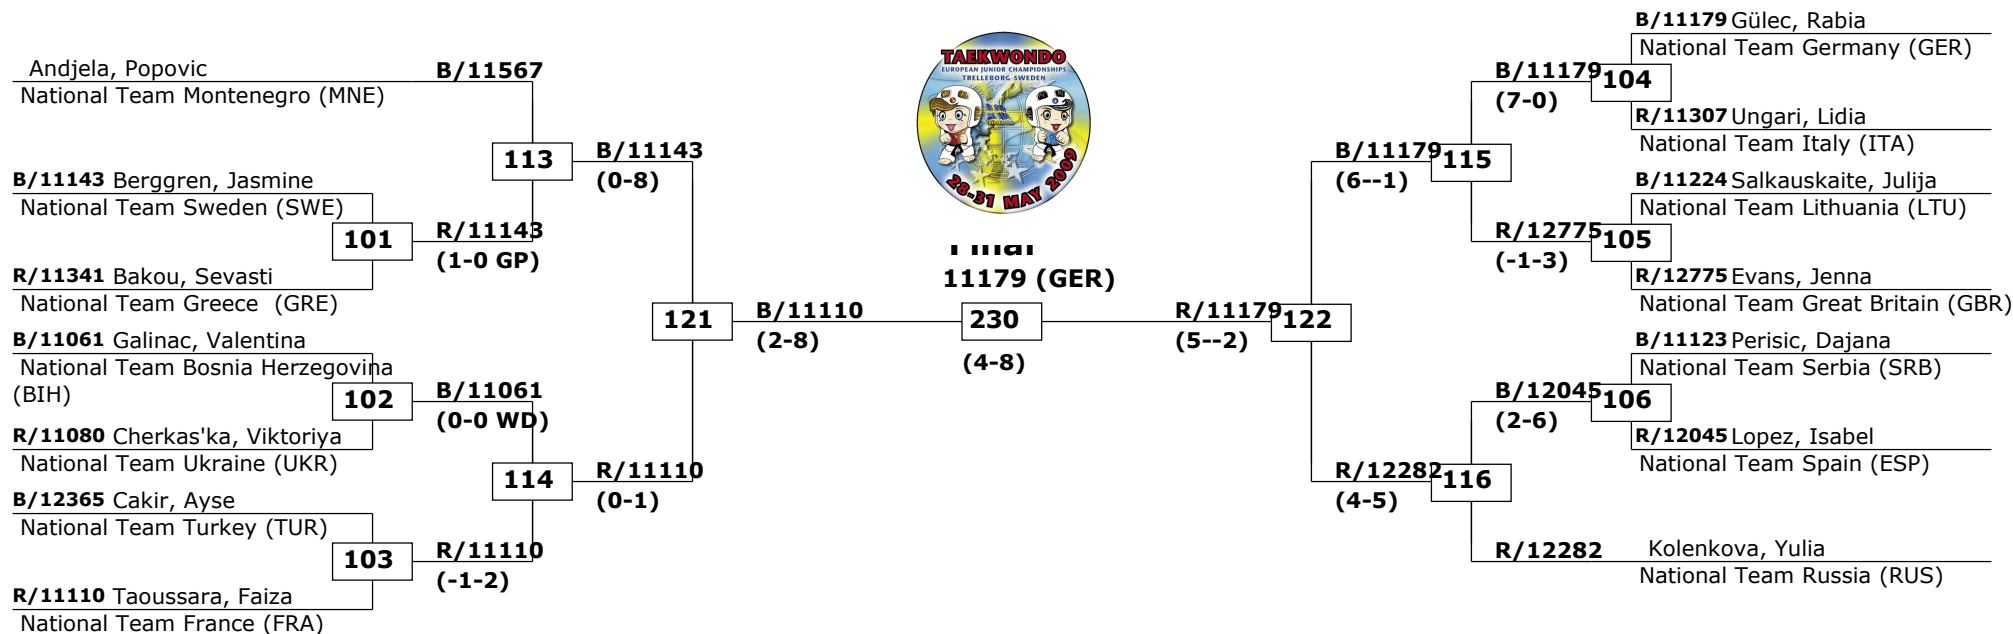 Andjela, Popovic
National Team Montenegro (MNE)
B/11567
113
B/11143
(0-8)
B/11143 Berggren, Jasmine
National Team Sweden (SWE)
101
R/11143
(1-0 GP)
R/11341 Bakou, Sevasti
National Team Greece (GRE)
121
B/11110
(2-8)
B/11061 Galinac, Valentina
National Team Bosnia Herzegovina
(BIH)
102
B/11061
(0-0 WD)
R/11080 Cherkas'ka, Viktoriya
National Team Ukraine (UKR)
114
R/11110
(0-1)
B/12365 Cakir, Ayse
National Team Turkey (TUR)
103
R/11110
(-1-2)
R/11110 Taoussara, Faiza
National Team France (FRA)
TAEKWONDO
EUROPEAN JUNIOR CHAMPIONSHIPS
TRELLEBORG SWEDEN
28-31 MAY 2009
Final
11179 (GER)
230
(4-8)
B/11179 Gülec, Rabia
National Team Germany (GER)
B/11179
104
(7-0)
R/11307 Ungari, Lidia
National Team Italy (ITA)
B/11179
115
(6--1)
B/11224 Salkauskaite, Julija
National Team Lithuania (LTU)
R/12775
105
(-1-3)
R/12775 Evans, Jenna
National Team Great Britain (GBR)
R/11179
122
(5--2)
B/11123 Perisic, Dajana
National Team Serbia (SRB)
B/12045
106
(2-6)
R/12045 Lopez, Isabel
National Team Spain (ESP)
R/12282
116
(4-5)
R/12282
Kolenkova, Yulia
National Team Russia (RUS)